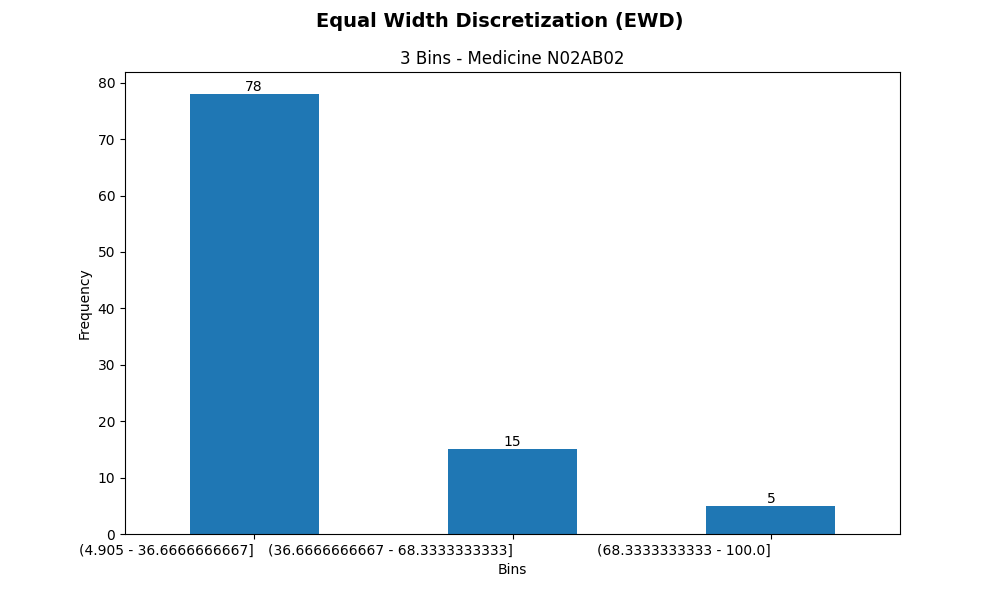 Equal Width Discretization (EWD)
3 Bins - Medicine N02AB02
80
70
60
50
40
30
20
10
0
Frequency
78
15
5
(4.905 - 36.6666666667]
(36.6666666667 - 68.3333333333]
(68.3333333333 - 100.0]
Bins